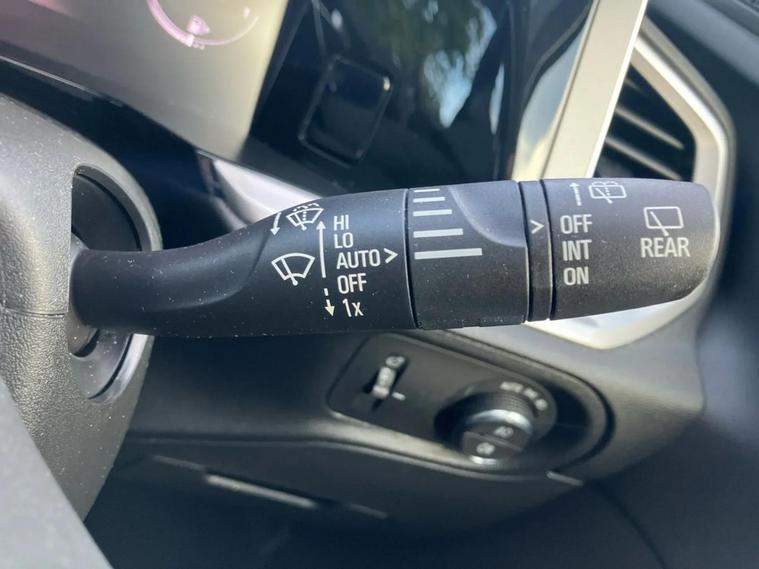 HI
LO
AUTO
OFF
1x
OFF
INT
ON
REAR